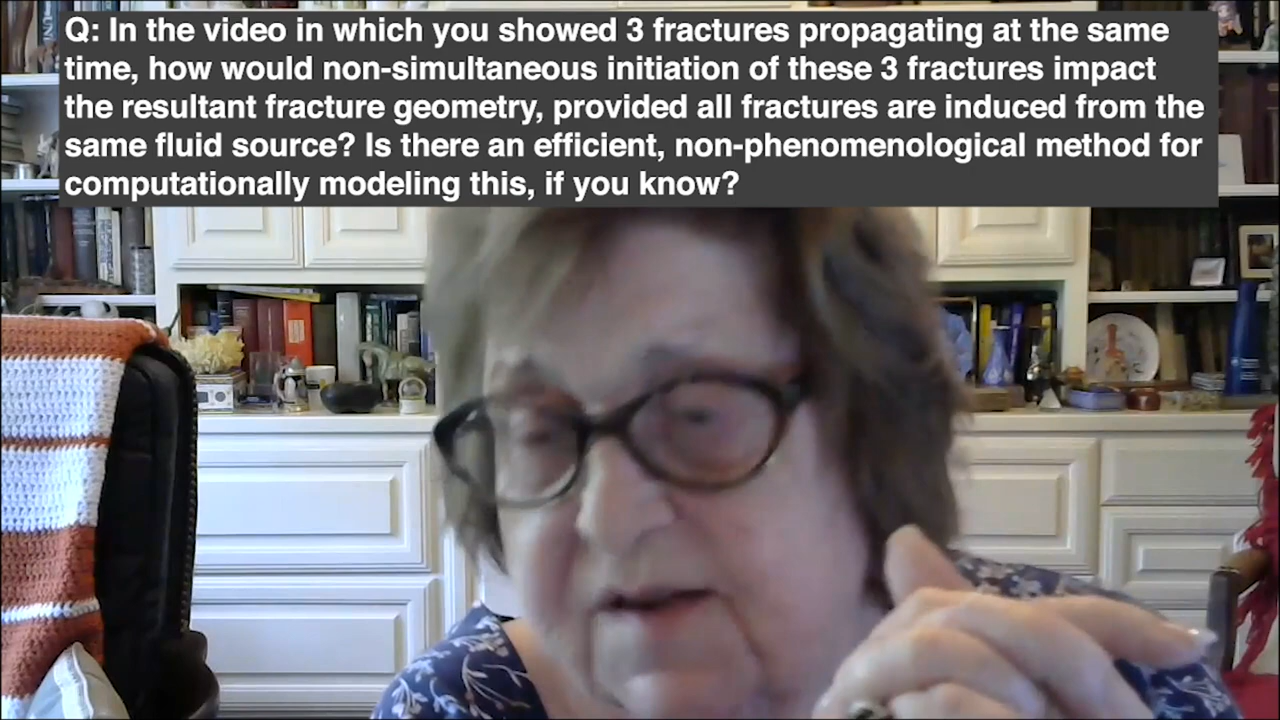 Q: In the video in which you showed 3 fractures propagating at the same
time, how would non-simultaneous initiation of these 3 fractures impact
the resultant fracture geometry, provided all fractures are induced from the
same fluid source? Is there an efficient, non-phenomenological method for
computationally modeling this, if you know?